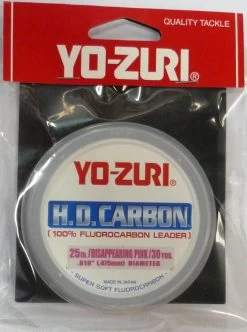 QUALITY TACKLE
YO-ZURI®
YO-ZURI®
H.D.CARBON
(100% FLUOROCARBON LEADER)
25lb./DISAPPEARING PINK/30 YDS.
.019" (.475mm) DIAMETER
MADE IN JAPAN
SUPER SOFT FLUOROCARBON